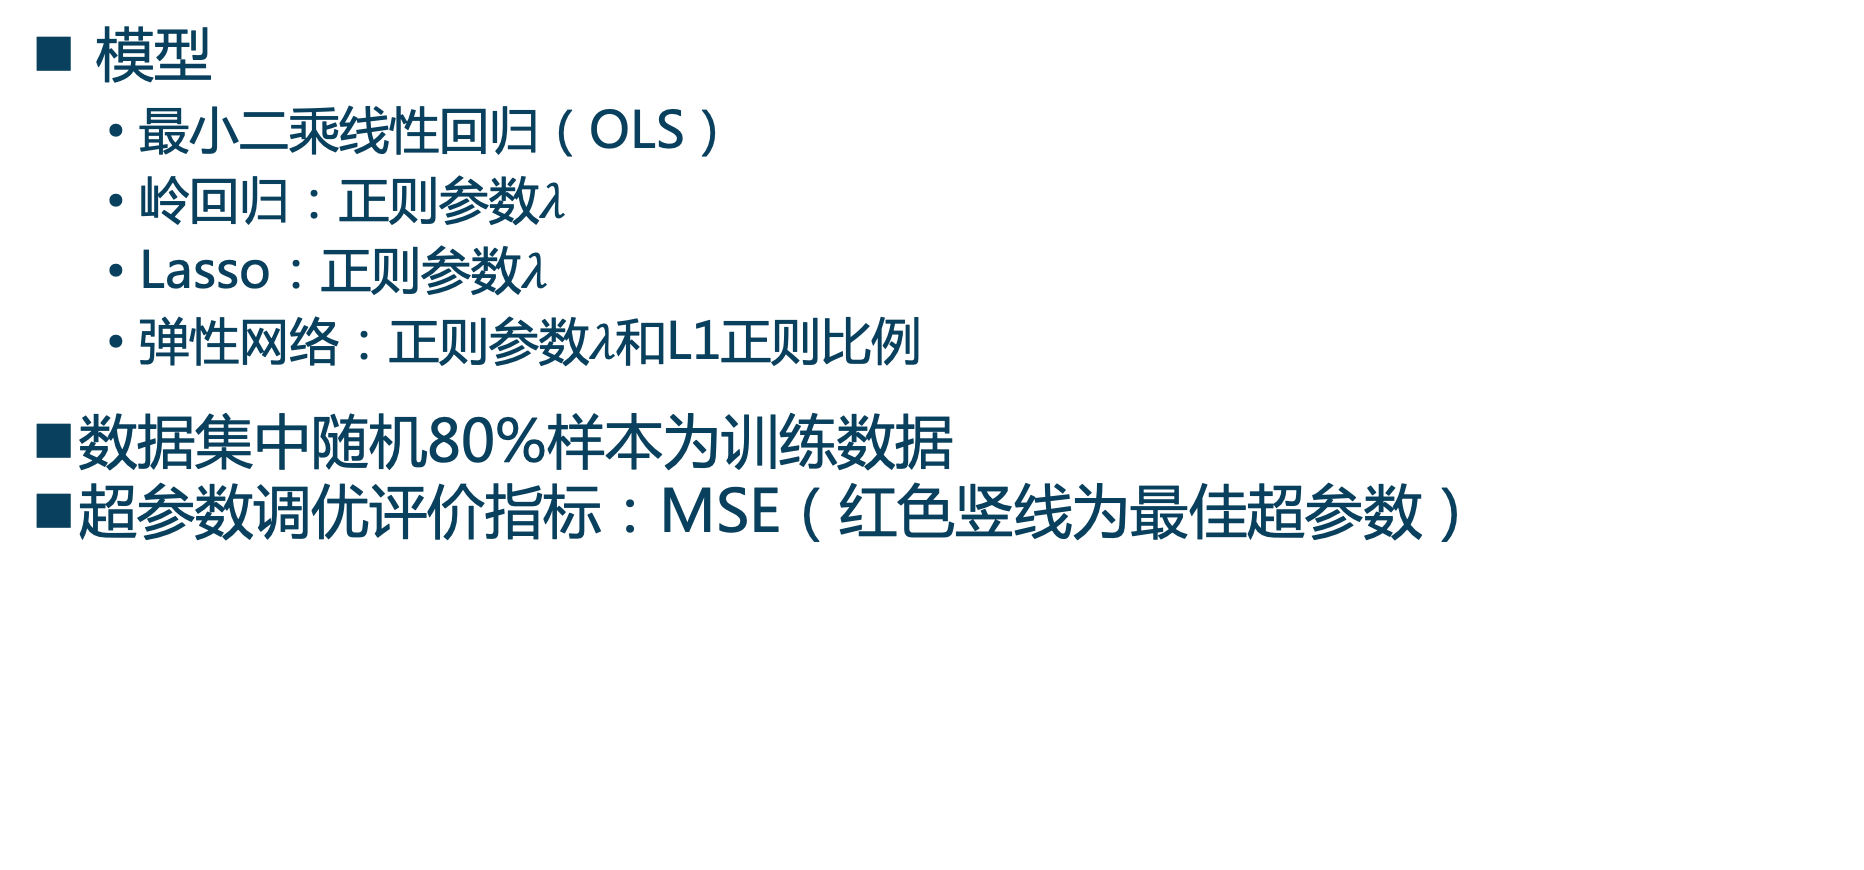 ■ 模型
• 最小二乘线性回归（OLS）
• 岭回归：正则参数λ
• Lasso：正则参数λ
• 弹性网络：正则参数λ和L1正则比例
■数据集中随机80%样本为训练数据
■超参数调优评价指标：MSE（红色竖线为最佳超参数）